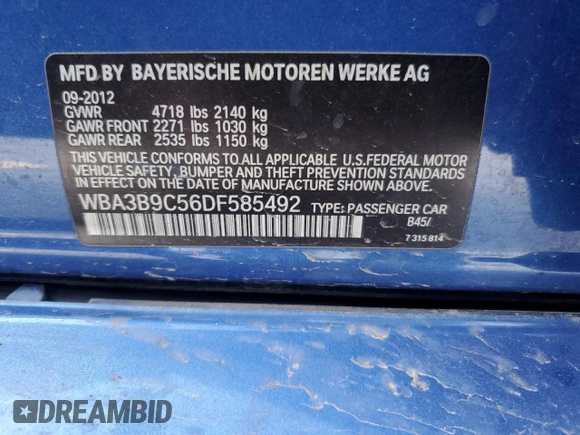 MFD BY BAYERISCHE MOTOREN WERKE AG
09-2012
GVWR 4718 lbs 2140 kg
GAWR FRONT 2271 lbs 1030 kg
GAWR REAR 2535 lbs 1150 kg
THIS VEHICLE CONFORMS TO ALL APPLICABLE U.S.FEDERAL MOTOR
VEHICLE SAFETY, BUMPER, AND THEFT PREVENTION STANDARDS
IN EFFECT ON THE DATE OF MANUFACTURE SHOWN ABOVE.
WBA3B9C56DF585492 TYPE: PASSENGER CAR
B45/
7 315 814
DREAMBID